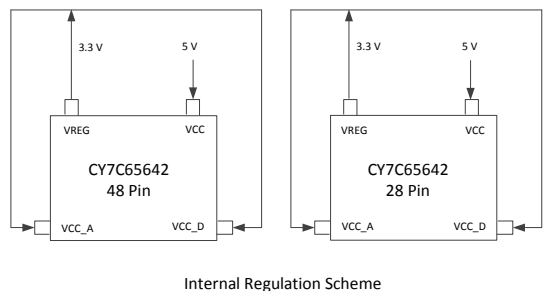 3.3 V
5 V
VREG
VCC
CY7C65642
48 Pin
VCC_A
VCC_D
3.3 V
5 V
VREG
VCC
CY7C65642
28 Pin
VCC_A
VCC_D
Internal Regulation Scheme